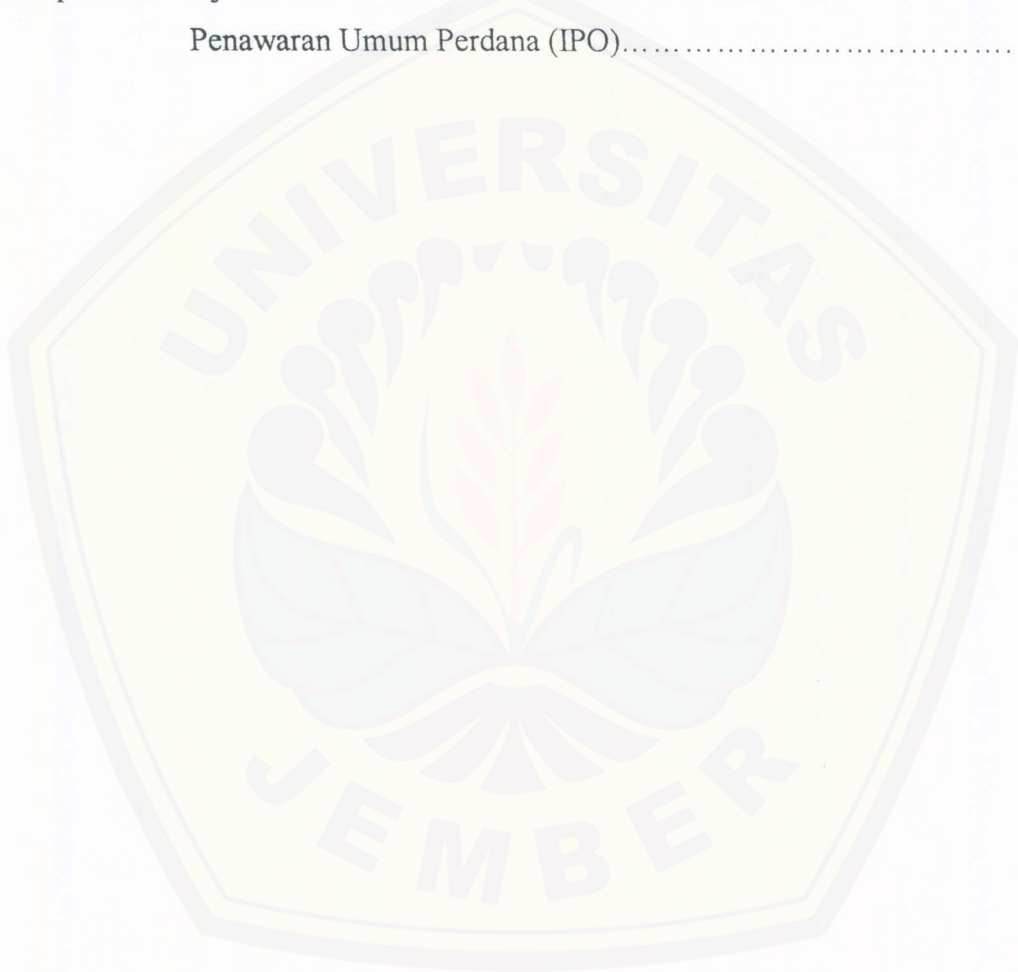 Penawaran Umum Perdana (IPO)……………………………………
UNIVERSITAS
JEMBER